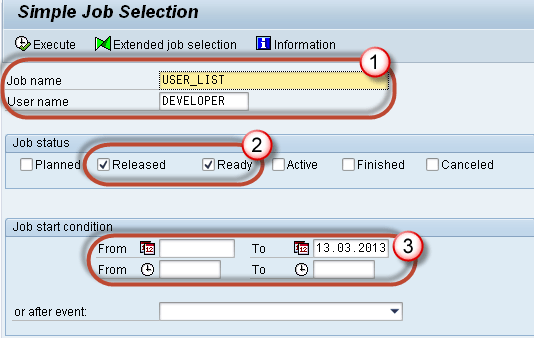 Simple Job Selection
Execute Extended job selection Information
1
Job name USER_LIST
User name DEVELOPER
2
Job status
Planned Released Ready Active Finished Canceled
Job start condition
3
From To 13.03.2013
From To
or after event: